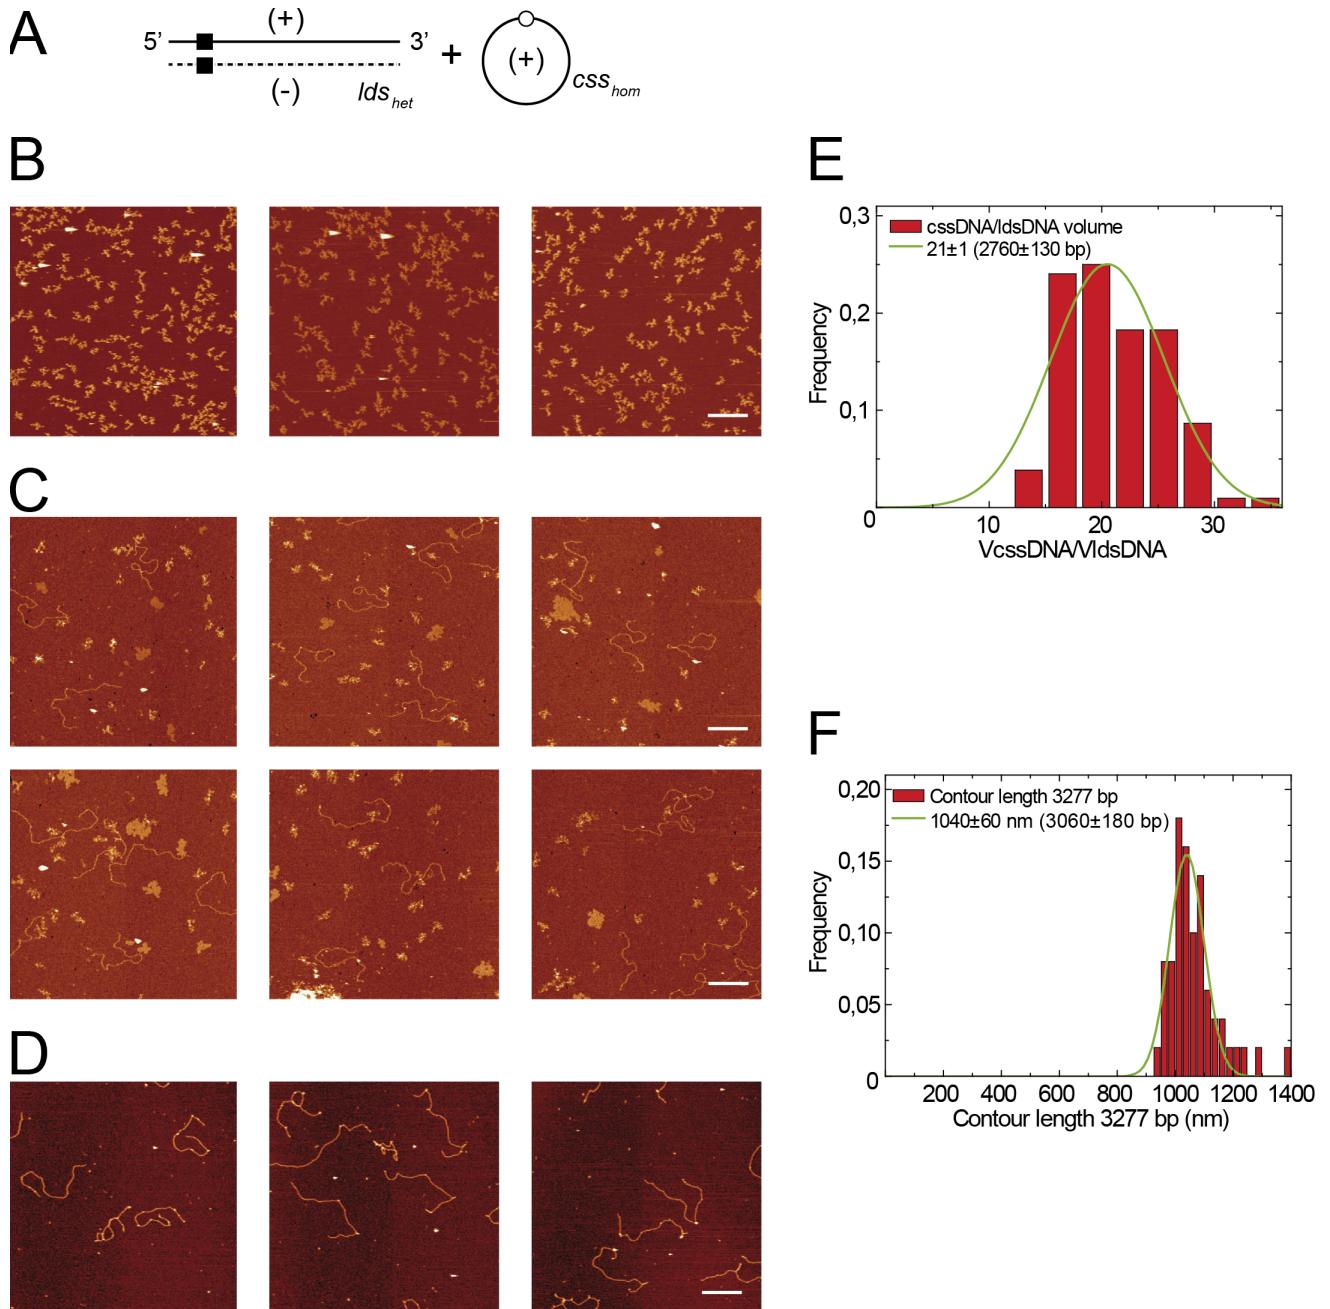 A
5’ (+) 3’ + (+)
(-) lds het css hom
B
E
0,3
cssDNA/ldsDNA volume
21±1 (2760±130 bp)
0,2
Frequency
0,1
0 10 20 30
VcssDNA/VldsDNA
C
F
0,20
Contour length 3277 bp
1040±60 nm (3060±180 bp)
0,15
Frequency
0,10
0,05
0
200 400 600 800 1000 1200 1400
Contour length 3277 bp (nm)
D